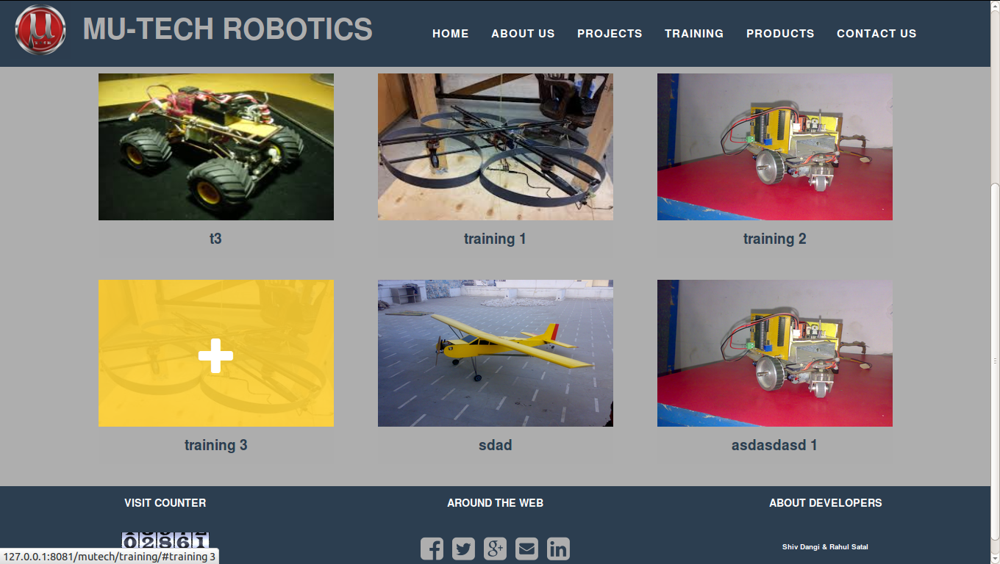 MU-TECH ROBOTICS
HOME ABOUT US PROJECTS TRAINING PRODUCTS CONTACT US
t3 training 1 training 2
training 3 sdad asdasdasd 1
VISIT COUNTER AROUND THE WEB ABOUT DEVELOPERS
02861
Shiv Dangi & Rahul Satal
127.0.0.1:8081/mutech/training/#training 3